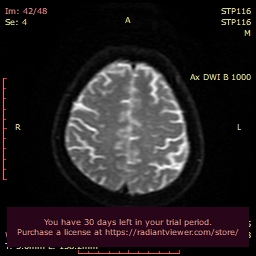 Im: 42/48
Se: 4
A
STP116
STP116
M
Ax DWI B 1000
R
L
You have 30 days left in your trial period.
Purchase a license at https://radiantviewer.com/store/